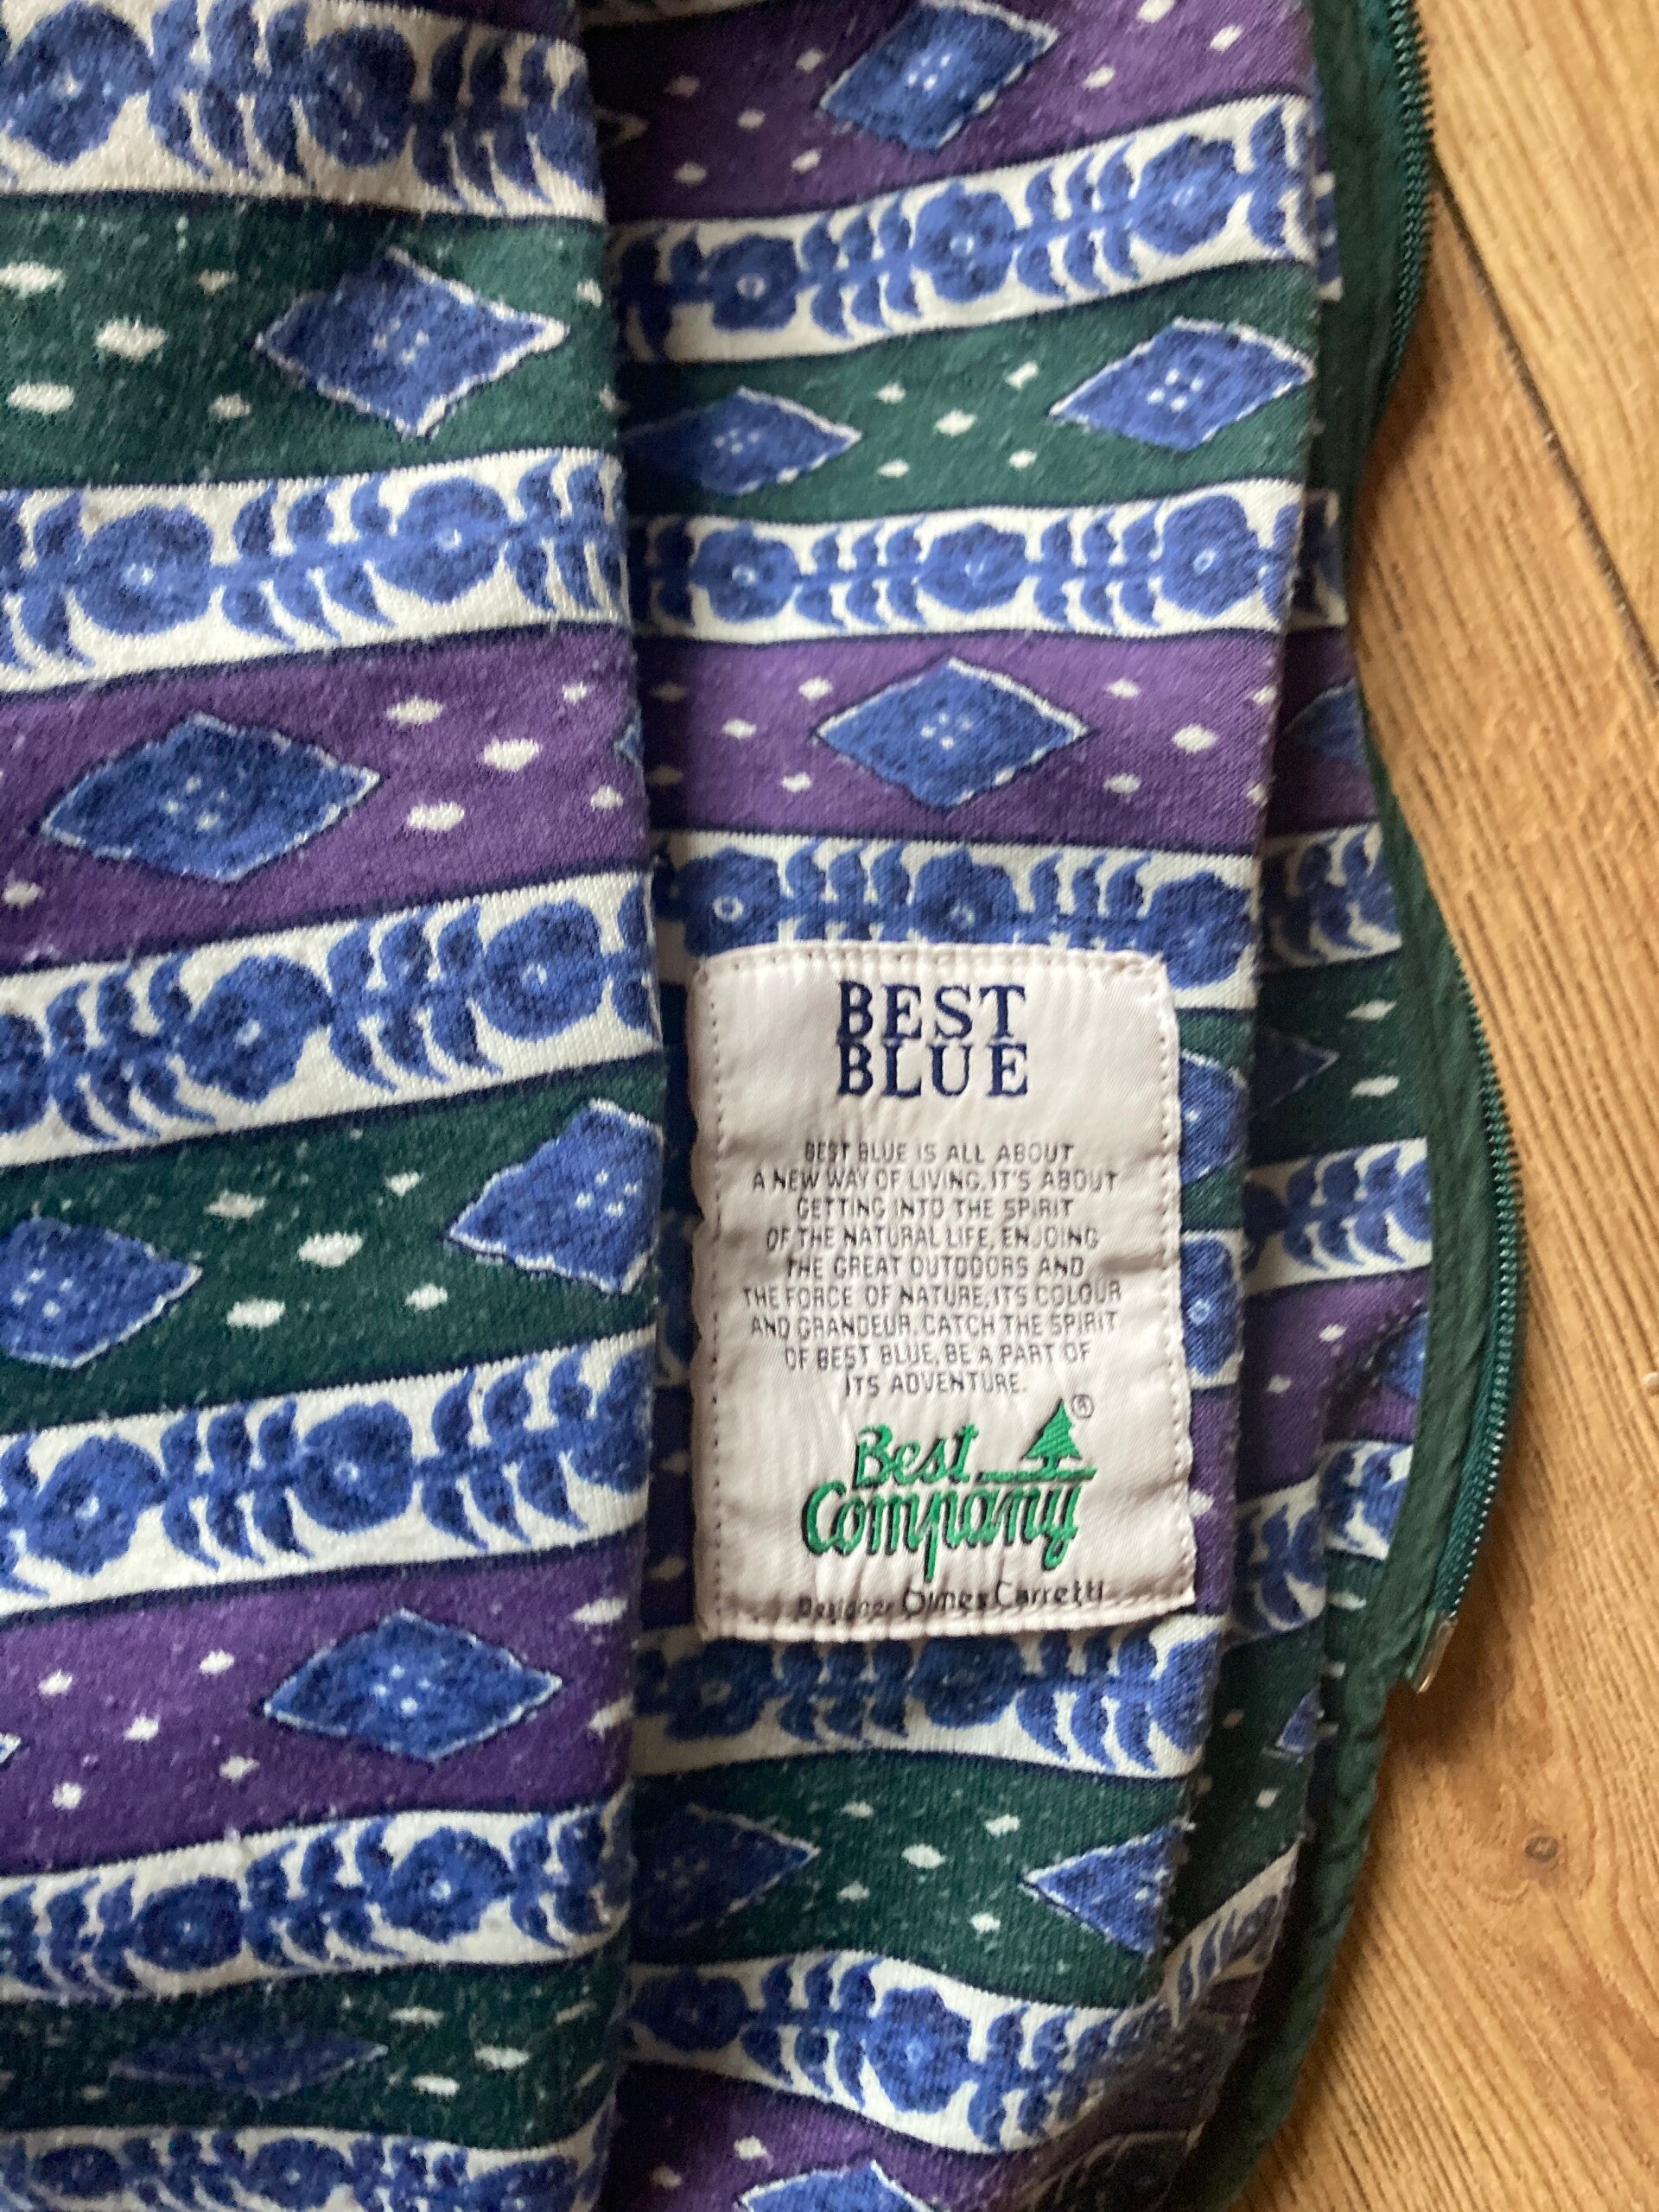 BEST
BLUE
BEST BLUE IS ALL ABOUT
A NEW WAY OF LIVING, IT'S ABOUT
GETTING INTO THE SPIRIT
OF THE NATURAL LIFE, ENJOING
THE GREAT OUTDOORS AND
THE FORCE OF NATURE, ITS COLOUR
AND GRANDEUR. CATCH THE SPIRIT
OF BEST BLUE. BE A PART OF
ITS ADVENTURE.
Best ®
Company
Designer Olmes Carretti